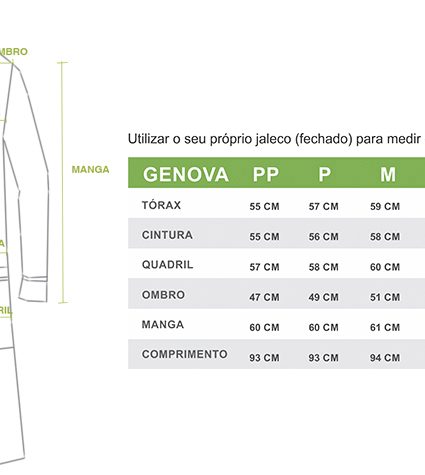 MBRO
Utilizar o seu próprio jaleco (fechado) para medir
MANGA
GENOVA PP P M
TÓRAX 55 CM 57 CM 59 CM
CINTURA 55 CM 56 CM 58 CM
QUADRIL 57 CM 58 CM 60 CM
OMBRO 47 CM 49 CM 51 CM
MANGA 60 CM 60 CM 61 CM
COMPRIMENTO 93 CM 93 CM 94 CM
A
RIL